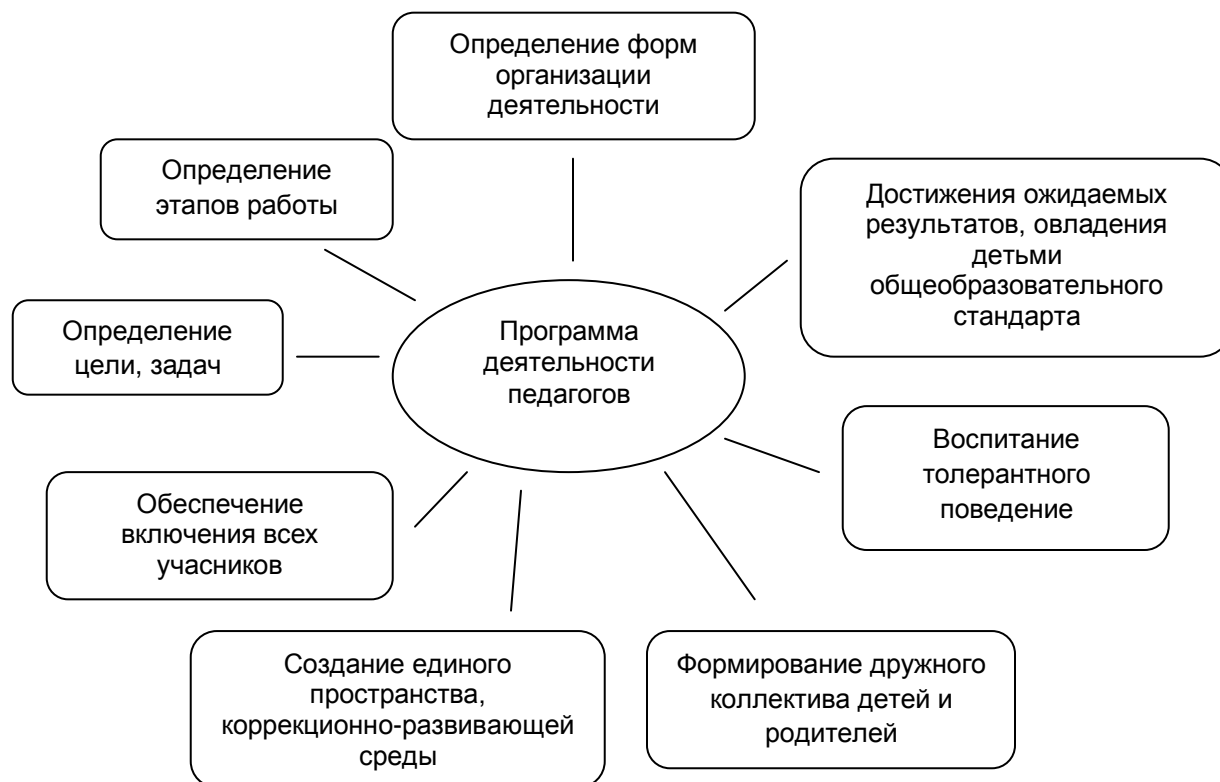 Определение форм
организации
деятельности
Определение
этапов работы
Достижения ожидаемых
результатов, овладения
детьми
общеобразовательного
стандарта
Определение
цели, задач
Программа
деятельности
педагогов
Воспитание
толерантного
поведение
Обеспечение
включения всех
учасников
Создание единого
пространства,
коррекционно-развивающей
среды
Формирование дружного
коллектива детей и
родителей